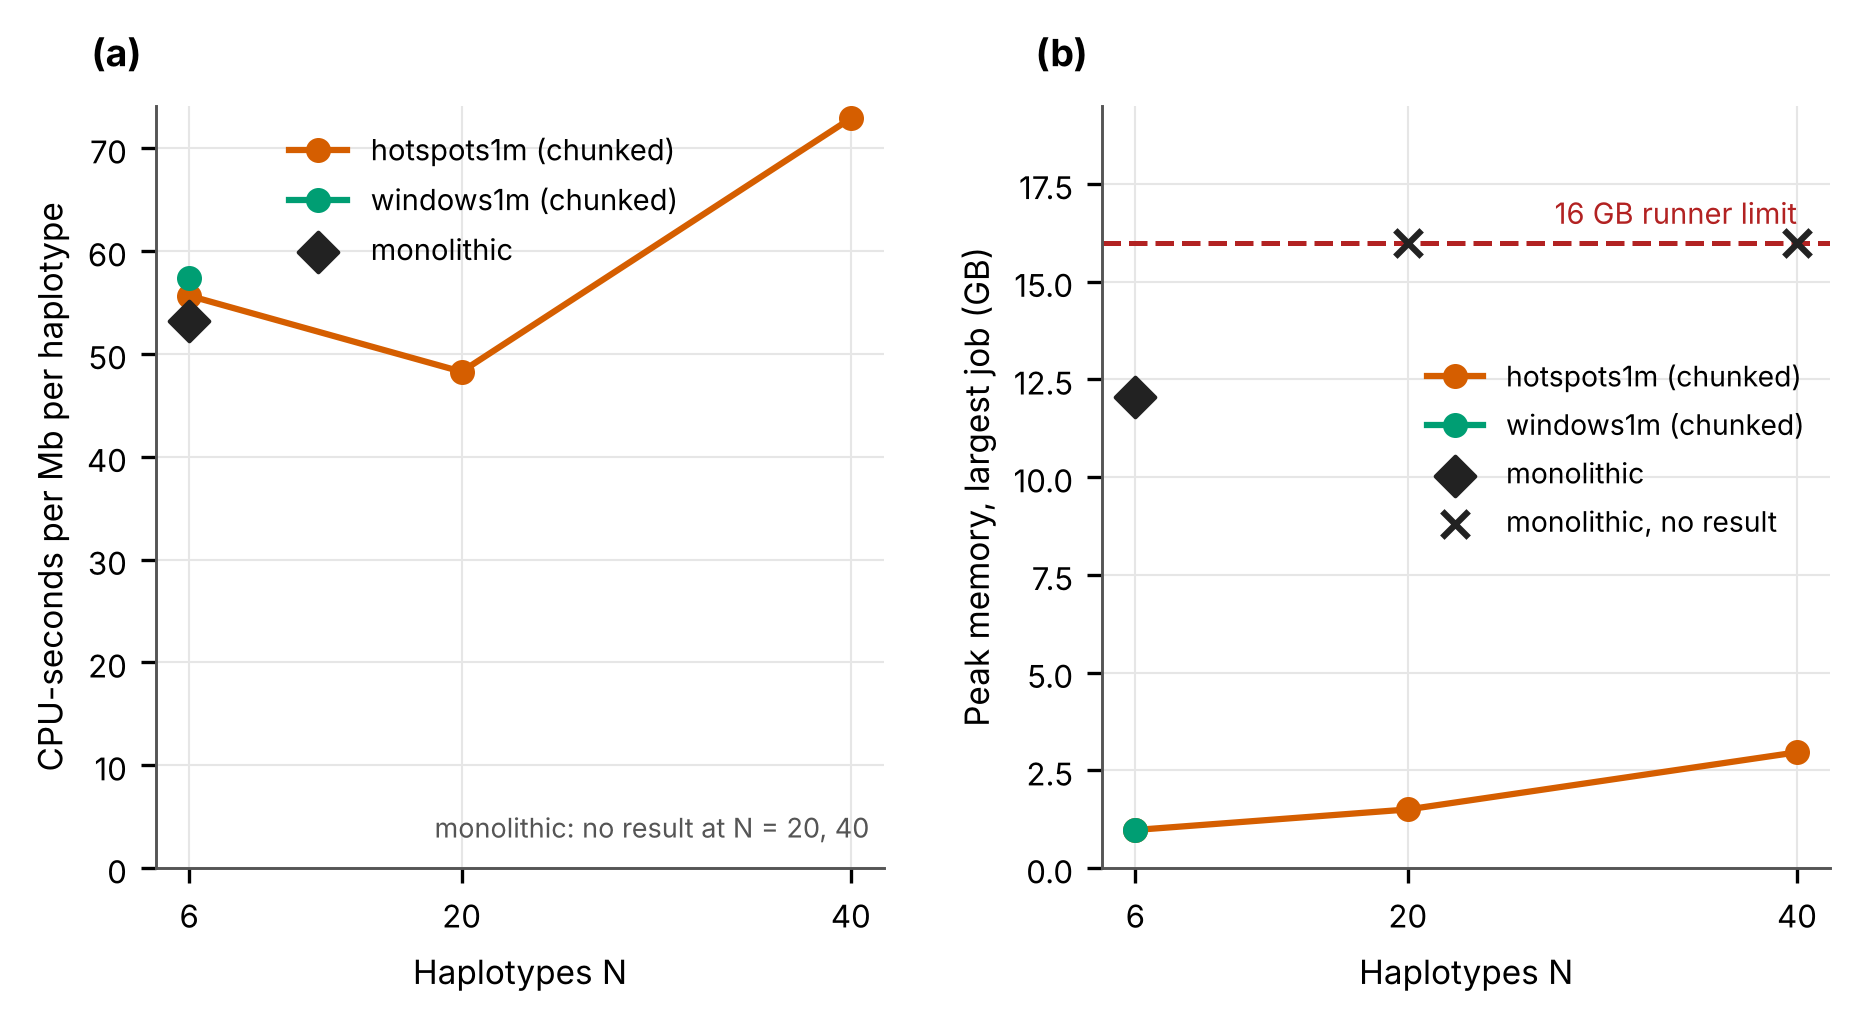 (a)
CPU-seconds per Mb per haplotype
70
60
50
40
30
20
10
0
hotspots1m (chunked)
windows1m (chunked)
monolithic
monolithic: no result at N = 20, 40
6
20
40
Haplotypes N
(b)
Peak memory, largest job (GB)
17.5
15.0
12.5
10.0
7.5
5.0
2.5
0.0
16 GB runner limit
hotspots1m (chunked)
windows1m (chunked)
monolithic
monolithic, no result
6
20
40
Haplotypes N